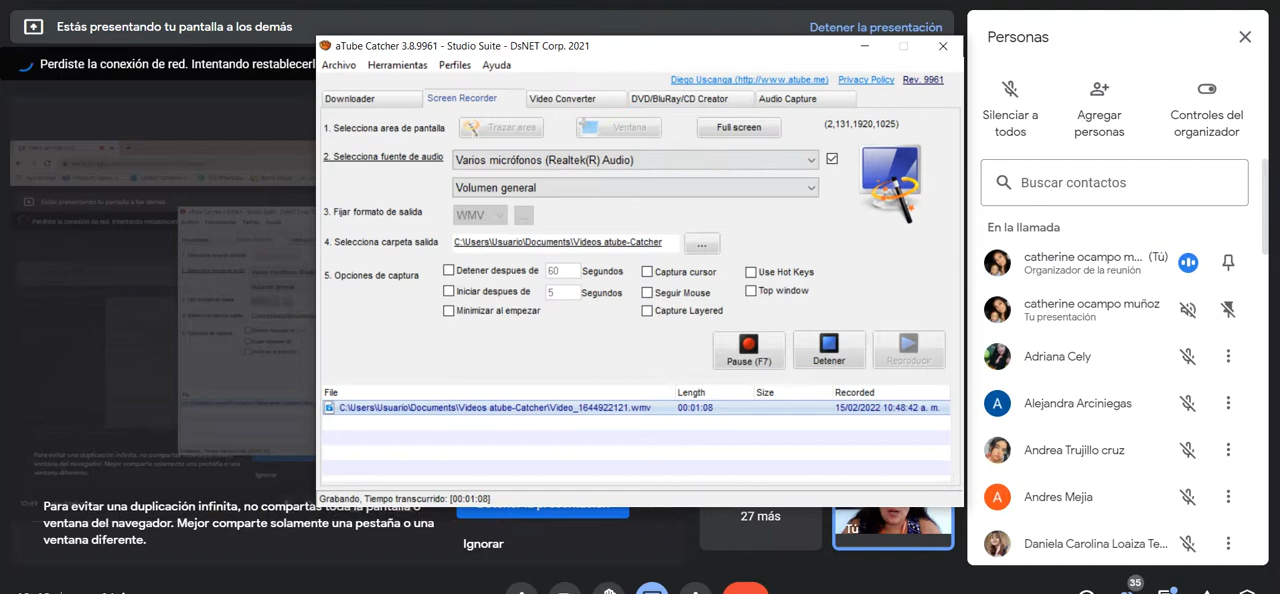 Estás presentando tu pantalla a los demás
Detener la presentación
Perdiste la conexión de red. Intentando
aTube Catcher 3.8.9961 - Studio Suite - DsNET Corp. 2021
Archivo Herramientas Perfiles Ayuda
Diego Uscanga (http://www.atube.me) Privacy Policy Rev. 9961
Downloader Screen Recorder Video Converter DVD/BluRay/CD Creator Audio Capture
1. Selecciona area de pantalla Trazar area Ventana Full screen (2,131,1920,1025)
2. Selecciona fuente de audio Varios micrófonos (Realtek(R) Audio)
Volumen general
3. Fijar formato de salida WMV ...
4. Selecciona carpeta salida C:\Users\Usuario\Documents\Videos atube-Catcher ...
5. Opciones de captura
Detener despues de 60 Segundos Captura cursor Use Hot Keys
Iniciar despues de 5 Segundos Seguir Mouse Top window
Minimizar al empezar Capture Layered
Pause (F7) Detener Reproducir
File Length Size Recorded
C:\Users\Usuario\Documents\Videos atube-Catcher\Video_1644922121.wmv 00:01:08 15/02/2022 10:48:42 a. m.
Grabando, Tiempo transcurrido: [00:01:08]
Para evitar una duplicación infinita, no compartas toda la pantalla o
ventana del navegador. Mejor comparte solamente una pestaña o una
ventana diferente.
Ignorar
27 más
Tú
Personas
Silenciar a
todos
Agregar
personas
Controles del
organizador
Buscar contactos
En la llamada
catherine ocampo m... (Tú)
Organizador de la reunión
catherine ocampo muñoz
Tu presentación
Adriana Cely
A Alejandra Arciniegas
Andrea Trujillo cruz
A Andres Mejia
Daniela Carolina Loaiza Te...
35